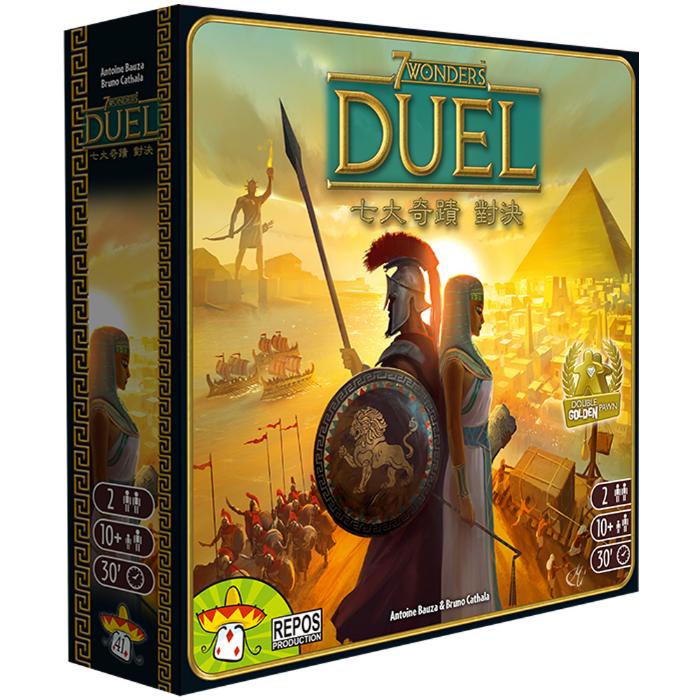 Antoine Bauza
Bruno Cathala
7 WONDERS
DUEL
七大奇蹟 對決
2
10+
30'
7 WONDERS™
DUEL
七大奇蹟 對決
DOUBLE
GOLDEN PAWN
2
10+
30'
Antoine Bauza & Bruno Cathala
REPOS
PRODUCTION